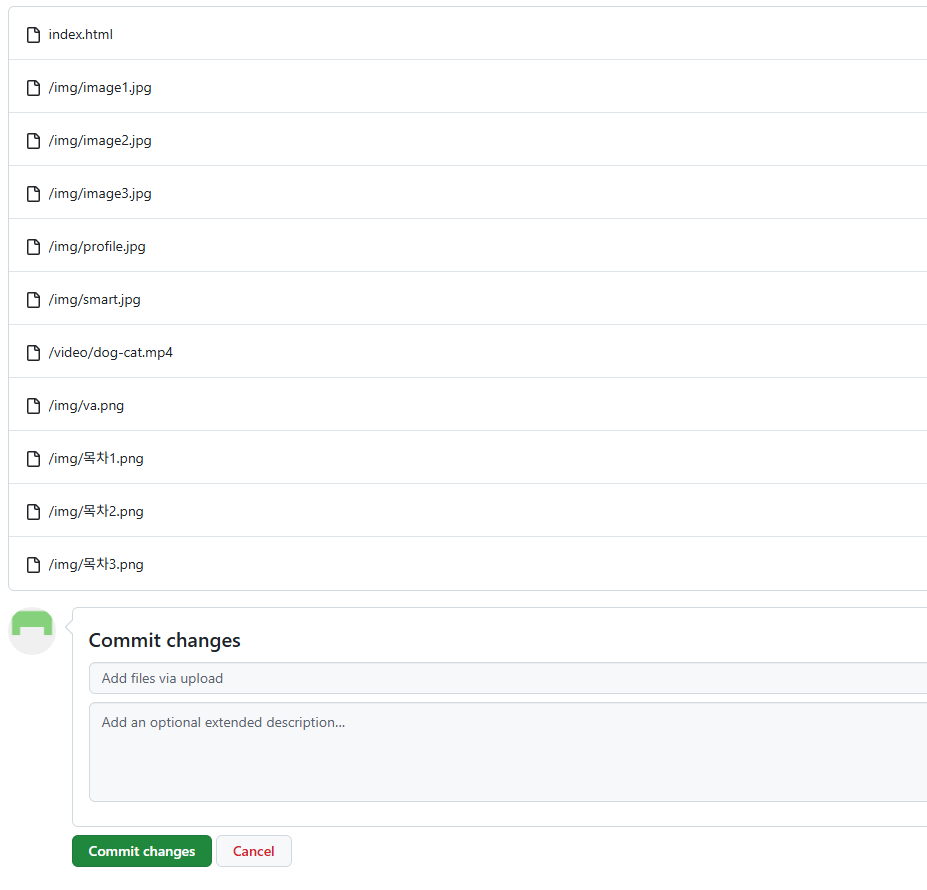 index.html
/img/image1.jpg
/img/image2.jpg
/img/image3.jpg
/img/profile.jpg
/img/smart.jpg
/video/dog-cat.mp4
/img/va.png
/img/목차1.png
/img/목차2.png
/img/목차3.png
Commit changes
Add files via upload
Add an optional extended description...
Commit changes Cancel